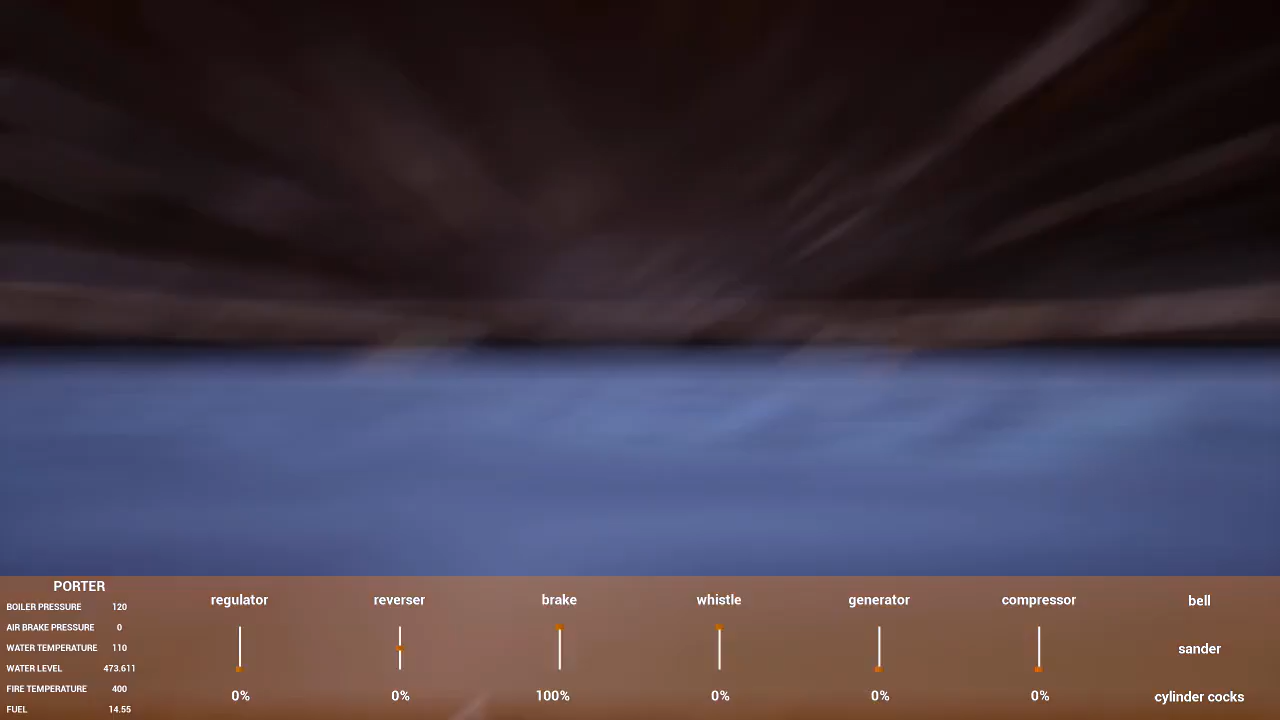 PORTER
BOILER PRESSURE 120
AIR BRAKE PRESSURE 0
WATER TEMPERATURE 110
WATER LEVEL 473.611
FIRE TEMPERATURE 400
FUEL 14.55
regulator
0%
reverser
0%
brake
100%
whistle
0%
generator
0%
compressor
0%
bell
sander
cylinder cocks